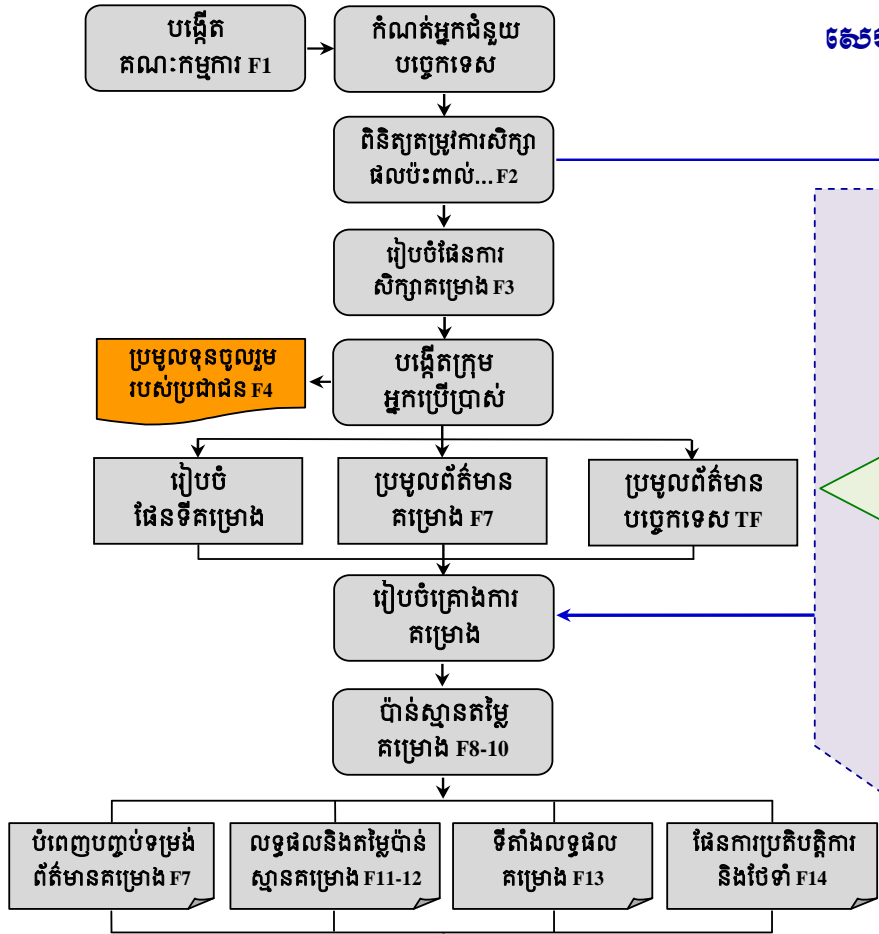 បង្កើត
គណៈកម្មការ F1
កំណត់អ្នកជំនួយ
បច្ចេកទេស
ពិនិត្យតម្រូវការសិក្សា
ផលប៉ះពាល់... F2
រៀបចំផែនការ
សិក្សាគម្រោង F3
បង្កើតក្រុម
អ្នកប្រើប្រាស់
ប្រមូលទុនចូលរួម
របស់ប្រជាជន F4
រៀបចំ
ផែនទីគម្រោង
ប្រមូលព័ត៌មាន
គម្រោង F7
ប្រមូលព័ត៌មាន
បច្ចេកទេស TF
រៀបចំគ្រោងការ
គម្រោង
ប៉ាន់ស្មានតម្លៃ
គម្រោង F8-10
បំពេញបញ្ចប់ទម្រង់
ព័ត៌មានគម្រោង F7
លទ្ធផលនិងតម្លៃប៉ាន់
ស្មានគម្រោង F11-12
ទីតាំងលទ្ធផល
គម្រោង F13
ផែនការប្រតិបត្តិការ
និងថែទាំ F14